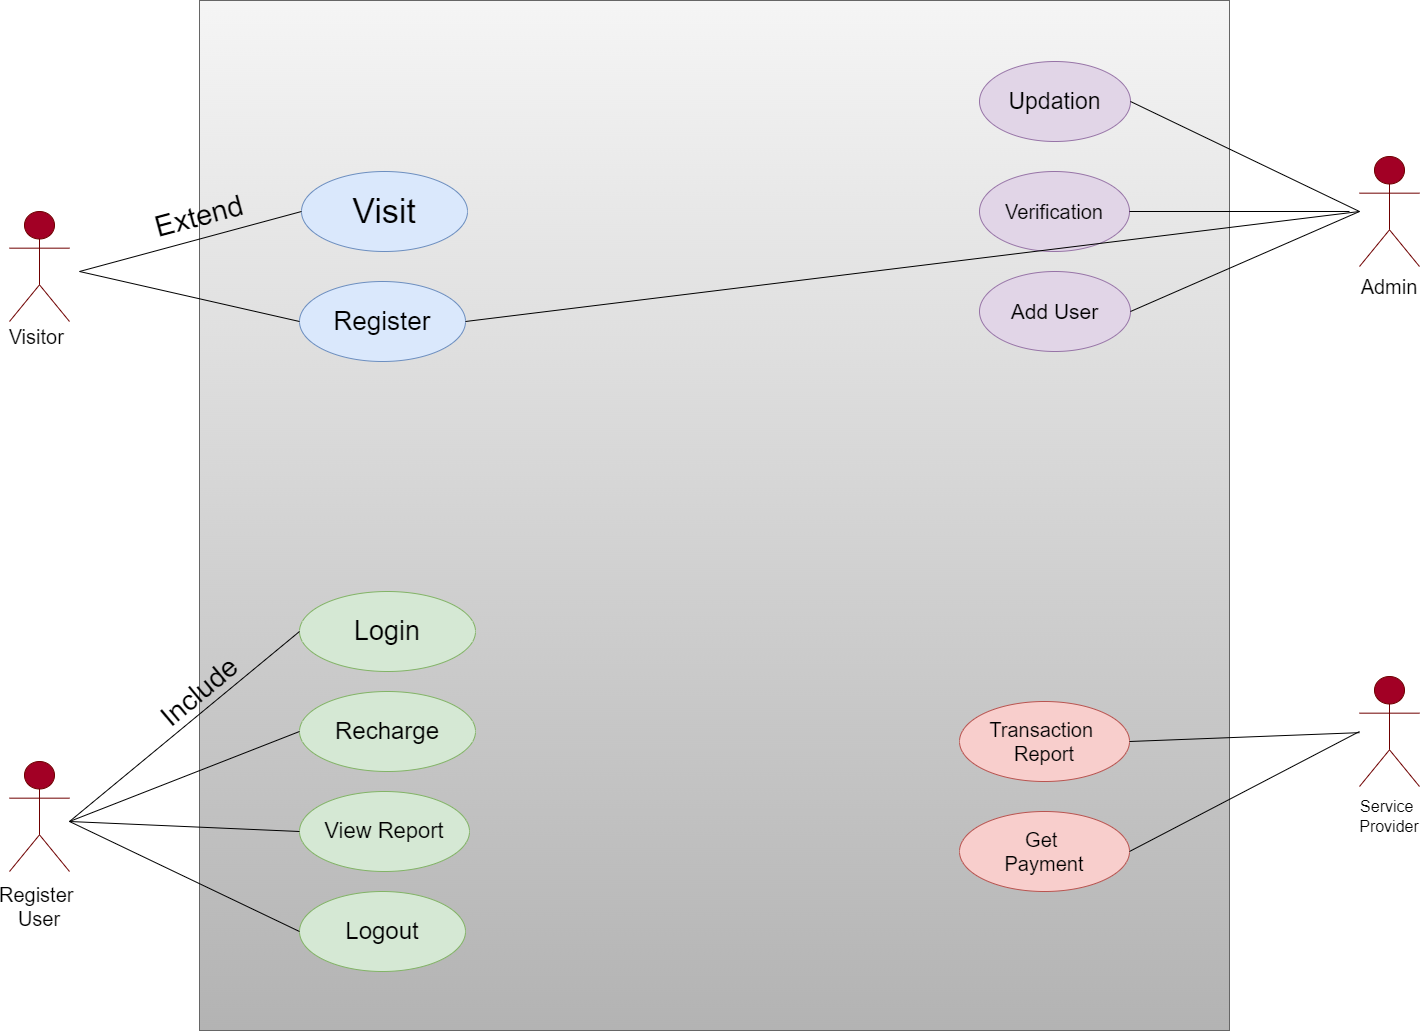 Updation
Extend
Visit
Verification
Admin
Visitor
Register
Add User
Login
Include
Recharge
Transaction
Report
Service
Provider
View Report
Get
Payment
Register
User
Logout